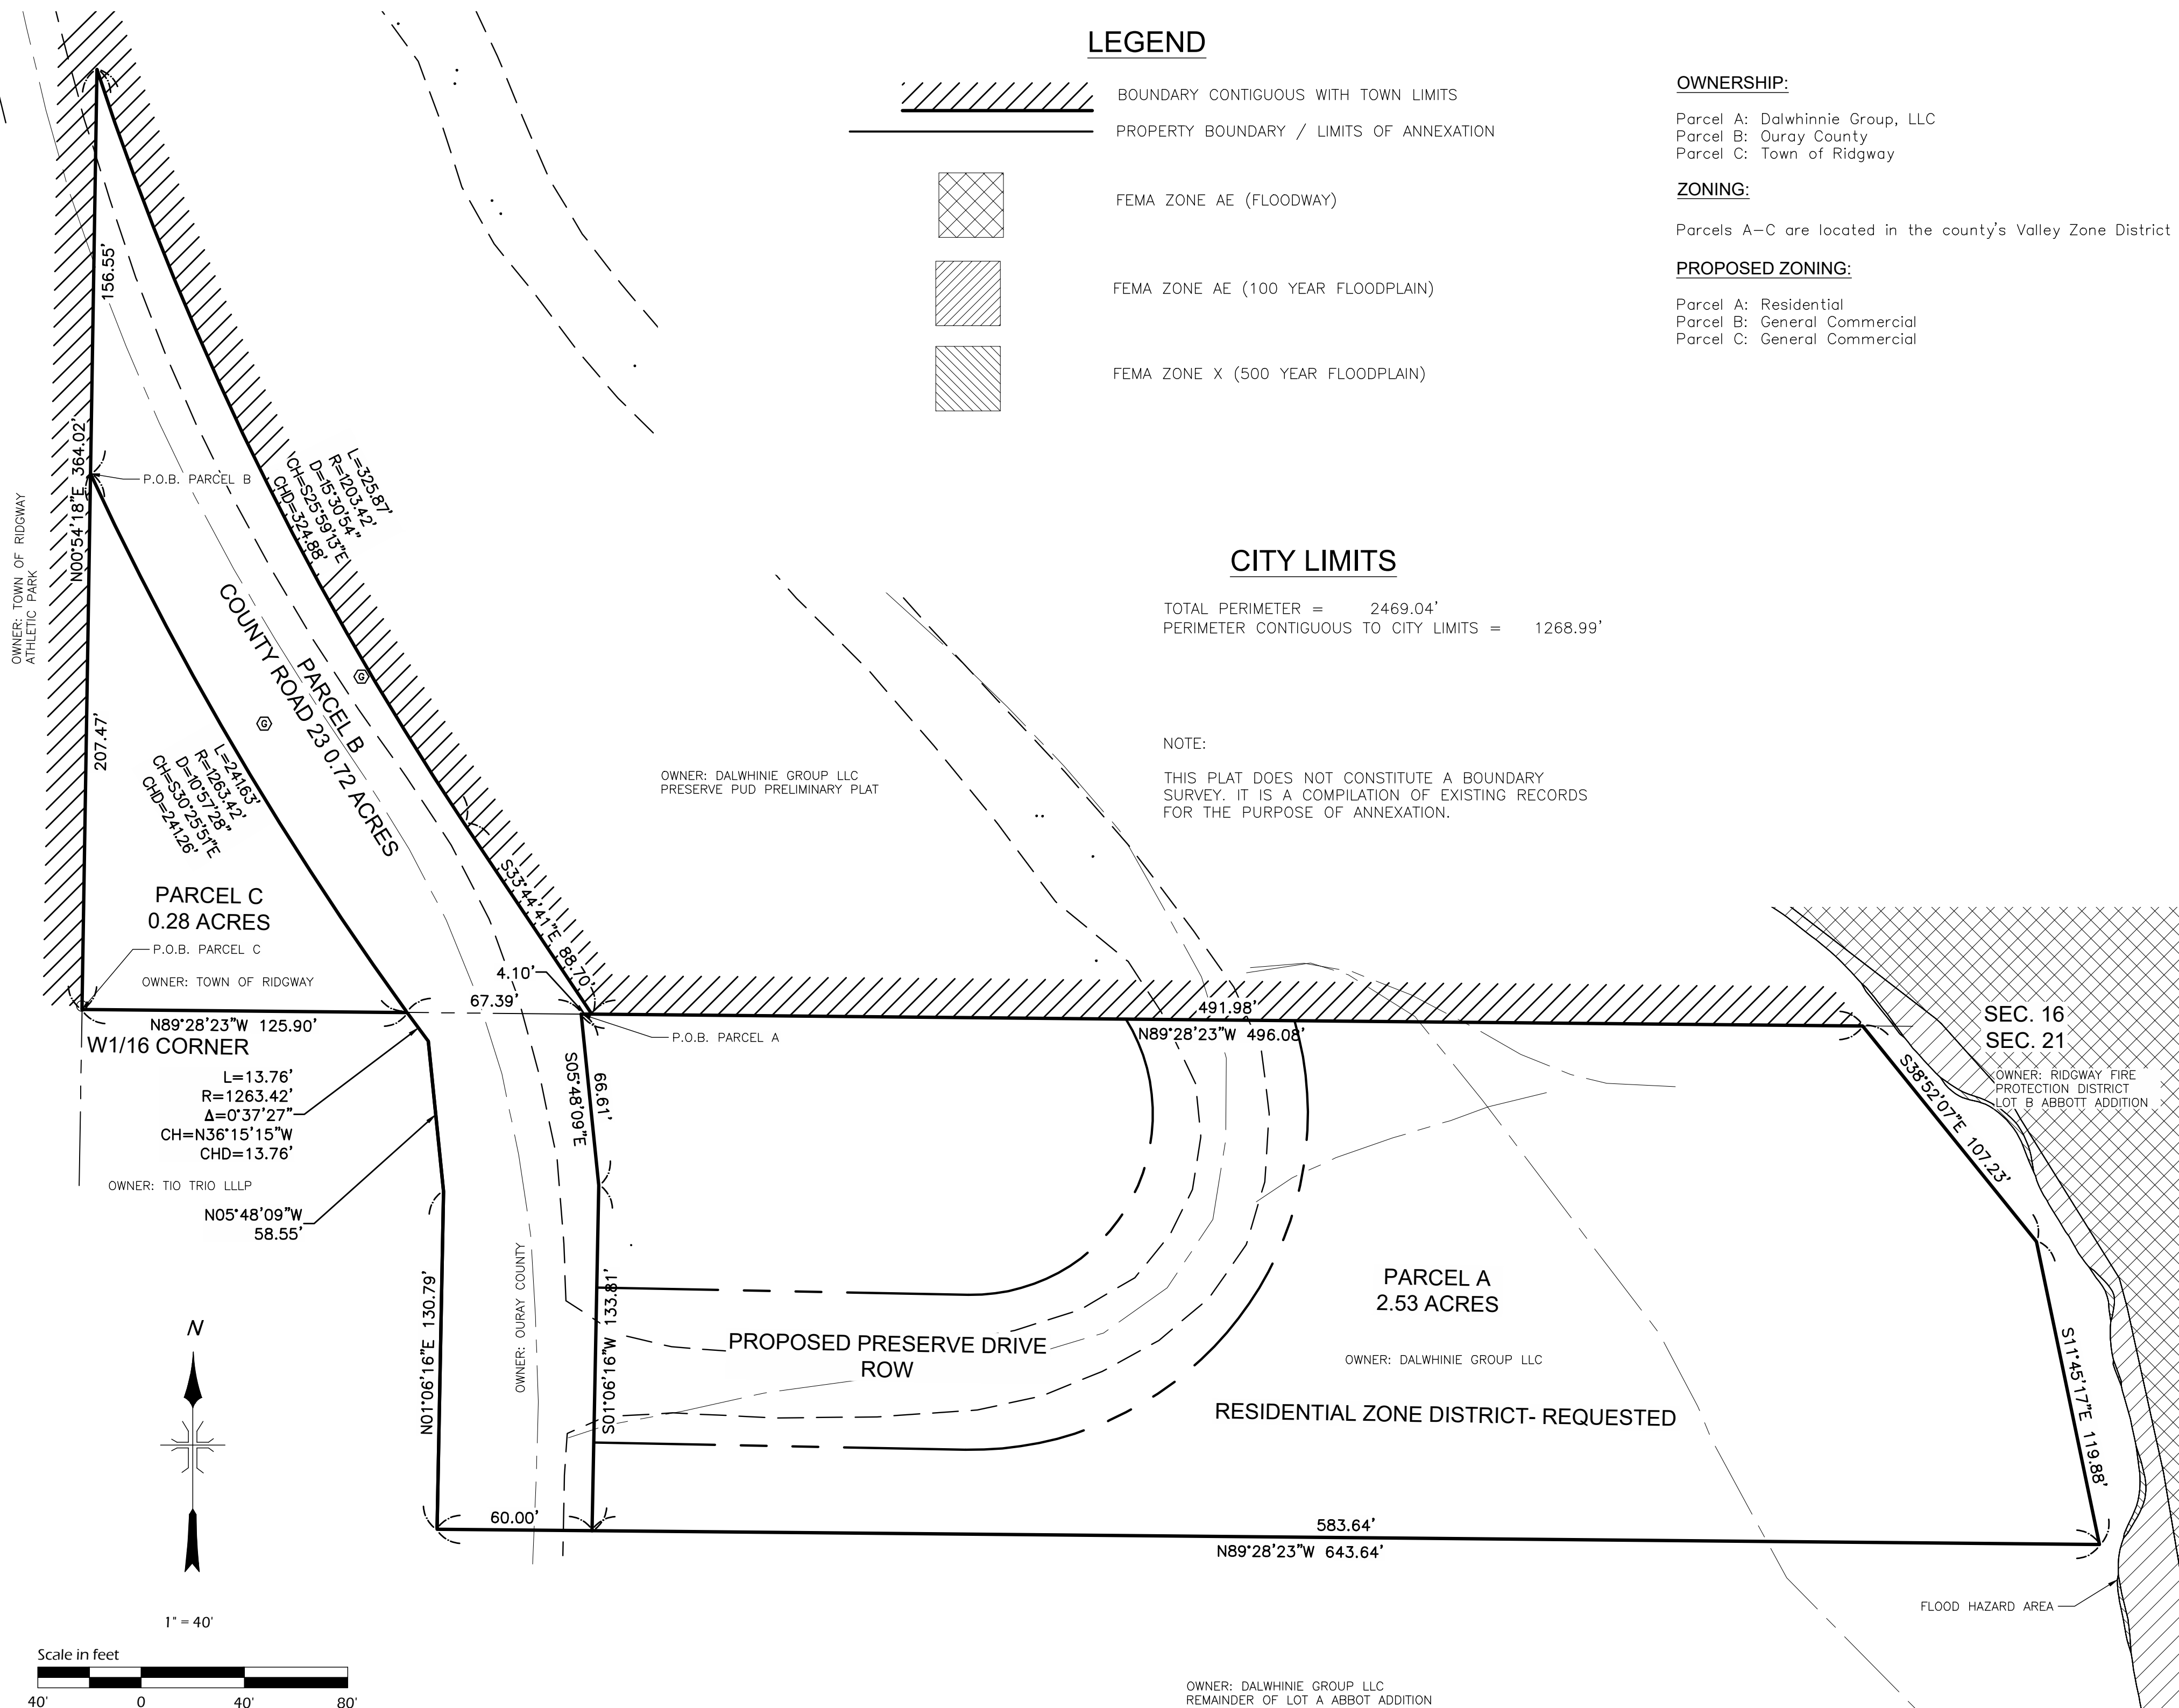 LEGEND
BOUNDARY CONTIGUOUS WITH TOWN LIMITS
PROPERTY BOUNDARY / LIMITS OF ANNEXATION
FEMA ZONE AE (FLOODWAY)
FEMA ZONE AE (100 YEAR FLOODPLAIN)
FEMA ZONE X (500 YEAR FLOODPLAIN)
OWNERSHIP:
Parcel A: Dalwhinnie Group, LLC
Parcel B: Ouray County
Parcel C: Town of Ridgway
ZONING:
Parcels A-C are located in the county's Valley Zone District
PROPOSED ZONING:
Parcel A: Residential
Parcel B: General Commercial
Parcel C: General Commercial
CITY LIMITS
TOTAL PERIMETER = 2469.04'
PERIMETER CONTIGUOUS TO CITY LIMITS = 1268.99'
NOTE:
THIS PLAT DOES NOT CONSTITUTE A BOUNDARY
SURVEY. IT IS A COMPILATION OF EXISTING RECORDS
FOR THE PURPOSE OF ANNEXATION.
156.55'
N00°54'18"E 364.02'
P.O.B. PARCEL B
OWNER: TOWN OF RIDGWAY
ATHLETIC PARK
207.47'
L=325.87'
R=1203.42'
D=15°30'54"
CH=S25°59'13"E
CHD=324.88'
PARCEL B
COUNTY ROAD 23 0.72 ACRES
G
G
L=241.63'
R=1263.42'
D=10°57'28"
CH=S30°25'51"E
CHD=241.26'
OWNER: DALWHINIE GROUP LLC
PRESERVE PUD PRELIMINARY PLAT
S33°44'41"E 88.70'
PARCEL C
0.28 ACRES
P.O.B. PARCEL C
OWNER: TOWN OF RIDGWAY
4.10'
67.39'
N89°28'23"W 125.90'
W1/16 CORNER
P.O.B. PARCEL A
491.98'
N89°28'23"W 496.08'
SEC. 16
SEC. 21
OWNER: RIDGWAY FIRE
PROTECTION DISTRICT
LOT B ABBOTT ADDITION
S38°52'07"E 107.23'
L=13.76'
R=1263.42'
Δ=0°37'27"
CH=N36°15'15"W
CHD=13.76'
OWNER: TIO TRIO LLLP
N05°48'09"W
58.55'
66.61'
S05°48'09"E
N01°06'16"E 130.79'
OWNER: OURAY COUNTY
S01°06'16"W 133.81'
PROPOSED PRESERVE DRIVE
ROW
PARCEL A
2.53 ACRES
OWNER: DALWHINIE GROUP LLC
RESIDENTIAL ZONE DISTRICT- REQUESTED
S11°45'17"E 119.88'
60.00'
583.64'
N89°28'23"W 643.64'
FLOOD HAZARD AREA
N
1" = 40'
Scale in feet
40' 0 40' 80'
OWNER: DALWHINIE GROUP LLC
REMAINDER OF LOT A ABBOT ADDITION